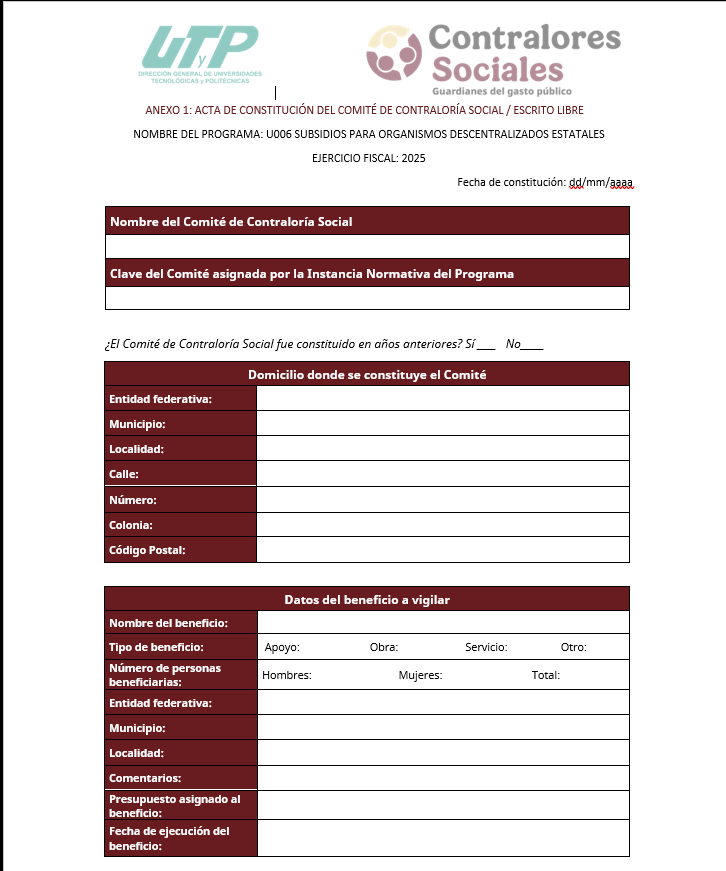 UTyP
DIRECCIÓN GENERAL DE UNIVERSIDADES
TECNOLÓGICAS y POLITÉCNICAS
Contralores
Sociales
Guardianes del gasto público
ANEXO 1: ACTA DE CONSTITUCIÓN DEL COMITÉ DE CONTRALORÍA SOCIAL / ESCRITO LIBRE
NOMBRE DEL PROGRAMA: U006 SUBSIDIOS PARA ORGANISMOS DESCENTRALIZADOS ESTATALES
EJERCICIO FISCAL: 2025
Fecha de constitución: dd/mm/aaaa
Nombre del Comité de Contraloría Social
Clave del Comité asignada por la Instancia Normativa del Programa
¿El Comité de Contraloría Social fue constituido en años anteriores? Sí ___ No____
Domicilio donde se constituye el Comité
Entidad federativa:
Municipio:
Localidad:
Calle:
Número:
Colonia:
Código Postal:
Datos del beneficio a vigilar
Nombre del beneficio:
Tipo de beneficio: Apoyo: Obra: Servicio: Otro:
Número de personas
beneficiarias: Hombres: Mujeres: Total:
Entidad federativa:
Municipio:
Localidad:
Comentarios:
Presupuesto asignado al
beneficio:
Fecha de ejecución del
beneficio: